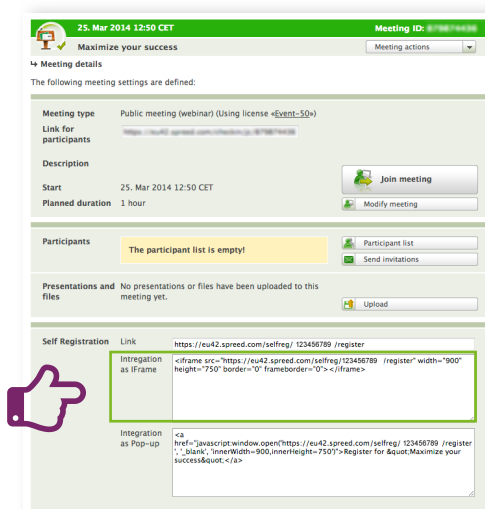 25. Mar 2014 12:50 CET Meeting ID:
Maximize your success Meeting actions
Meeting details
The following meeting settings are defined:
Meeting type Public meeting (webinar) (Using license «Event-50»)
Link for
participants
Description
Join meeting
Start 25. Mar 2014 12:50 CET
Planned duration 1 hour Modify meeting
Participants Participant list
The participant list is empty!
Send invitations
Presentations and No presentations or files have been uploaded to this
files meeting yet.
Upload
Self Registration Link https://eu42.spreed.com/selfreg/ 123456789 /register
Intregation <iframe src="https://eu42.spreed.com/selfreg/123456789 /register" width="900"
as IFrame height="750" border="0" frameborder="0"></iframe>
Integration <a
as Pop-up href="javascript:window.open('https://eu42.spreed.com/selfreg/ 123456789 /register
', '_blank', 'innerWidth=900,innerHeight=750')">Register for &quot;Maximize your
success&quot;</a>